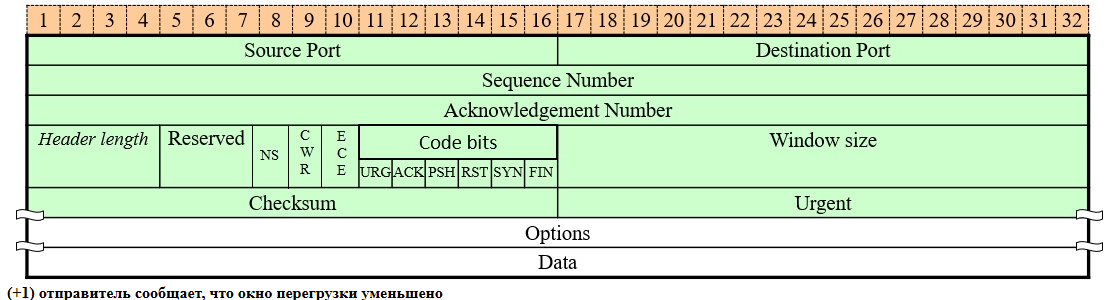 1 2 3 4 5 6 7 8 9 10 11 12 13 14 15 16 17 18 19 20 21 22 23 24 25 26 27 28 29 30 31 32
Source Port Destination Port
Sequence Number
Acknowledgement Number
Header length Reserved NS CWR ECE Code bits Window size
URG ACK PSH RST SYN FIN
Checksum Urgent
Options
Data
(+1) отправитель сообщает, что окно перегрузки уменьшено